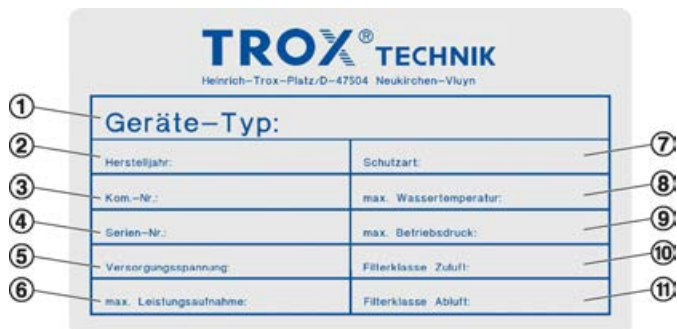 TROX® TECHNIK
Heinrich-Trox-Platz/D-47504 Neukirchen-Vluyn
① Geräte-Typ:
② Herstelljahr:
Schutzart: ⑦
③ Kom.-Nr.:
max. Wassertemperatur: ⑧
④ Serien-Nr.:
max. Betriebsdruck: ⑨
⑤ Versorgungsspannung:
Filterklasse Zuluft: ⑩
⑥ max. Leistungsaufnahme:
Filterklasse Abluft: ⑪